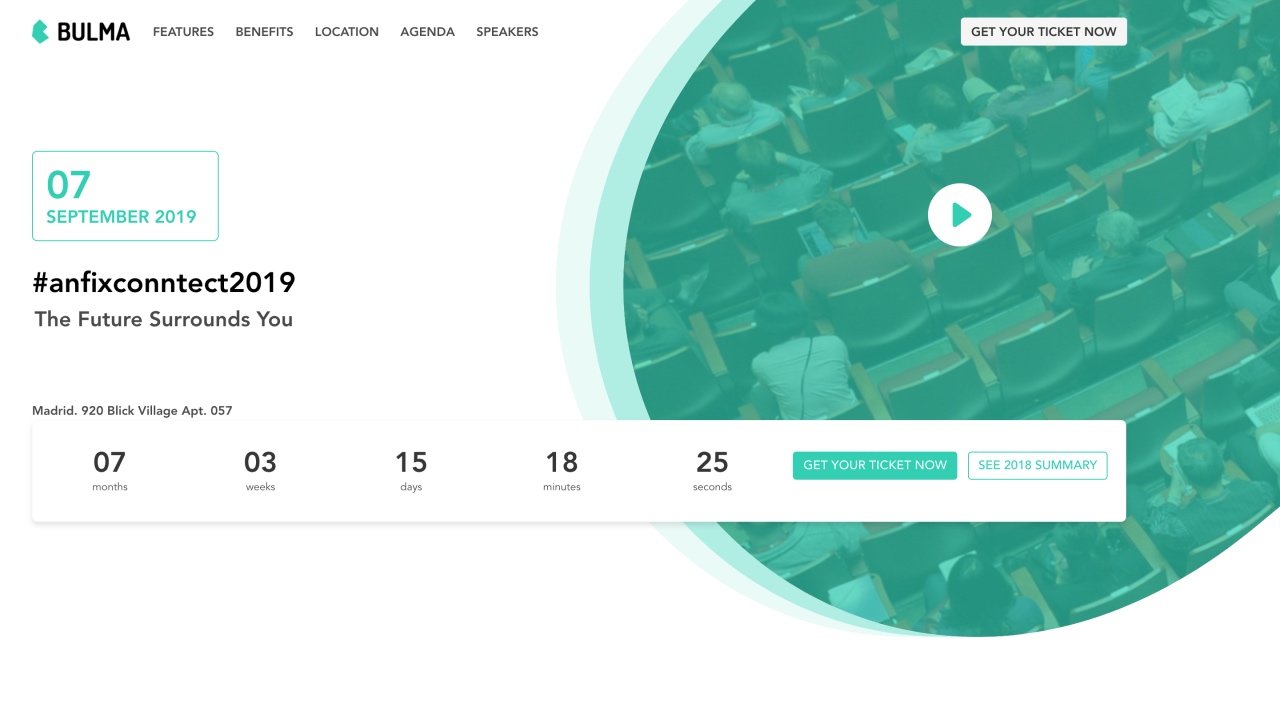 BULMA FEATURES BENEFITS LOCATION AGENDA SPEAKERS GET YOUR TICKET NOW
07
SEPTEMBER 2019
#anfixconntect2019
The Future Surrounds You
Madrid. 920 Blick Village Apt. 057
07 03 15 18 25
months weeks days minutes seconds
GET YOUR TICKET NOW SEE 2018 SUMMARY